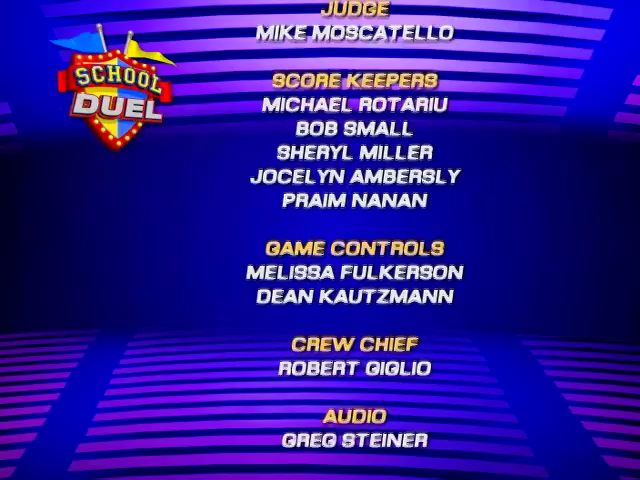 JUDGE
MIKE MOSCATELLO
SCHOOL
DUEL
SCORE KEEPERS
MICHAEL ROTARIU
BOB SMALL
SHERYL MILLER
JOCELYN AMBERSLY
PRAIM NANAN
GAME CONTROLS
MELISSA FULKERSON
DEAN KAUTZMANN
CREW CHIEF
ROBERT GIGLIO
AUDIO
GREG STEINER